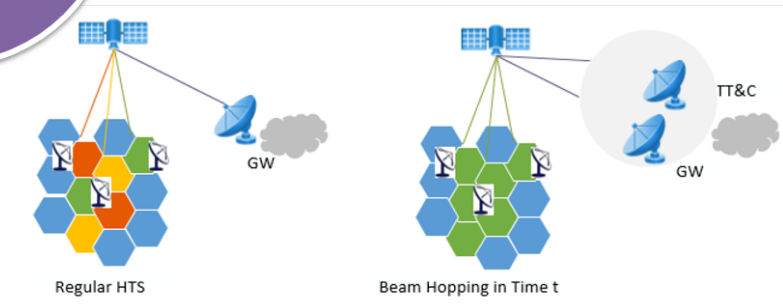 TT&C
GW
GW
Regular HTS
Beam Hopping in Time t